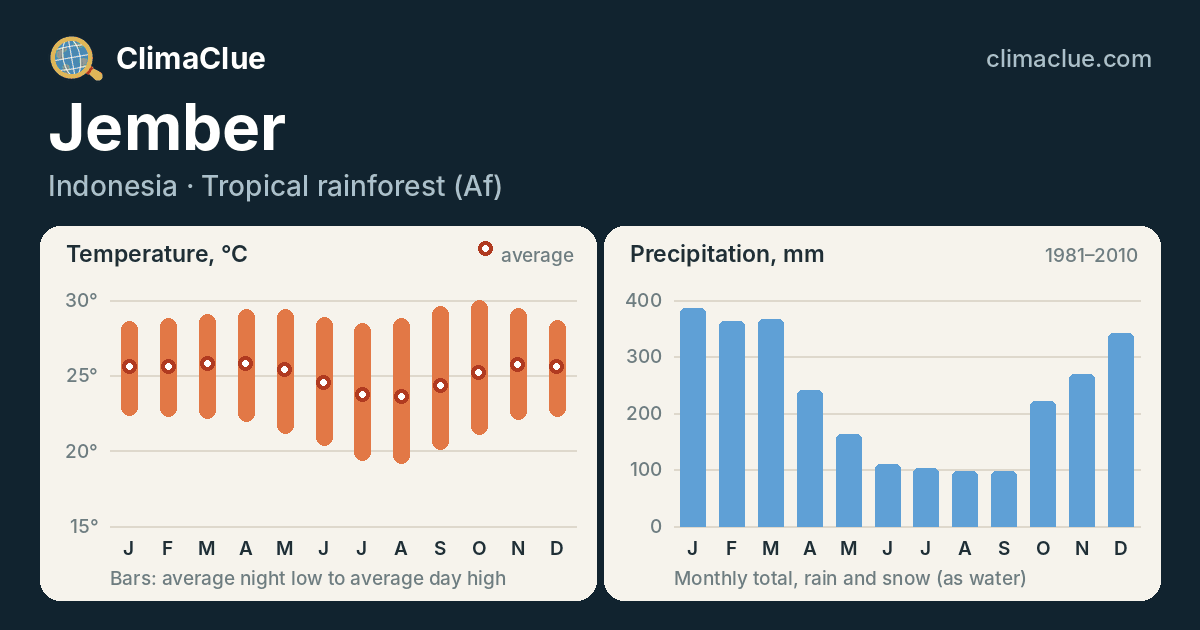 ClimaClue
climaclue.com
Jember
Indonesia · Tropical rainforest (Af)
Temperature, °C
average
30°
25°
20°
15°
J F M A M J J A S O N D
Bars: average night low to average day high
Precipitation, mm
1981–2010
400
300
200
100
0
J F M A M J J A S O N D
Monthly total, rain and snow (as water)